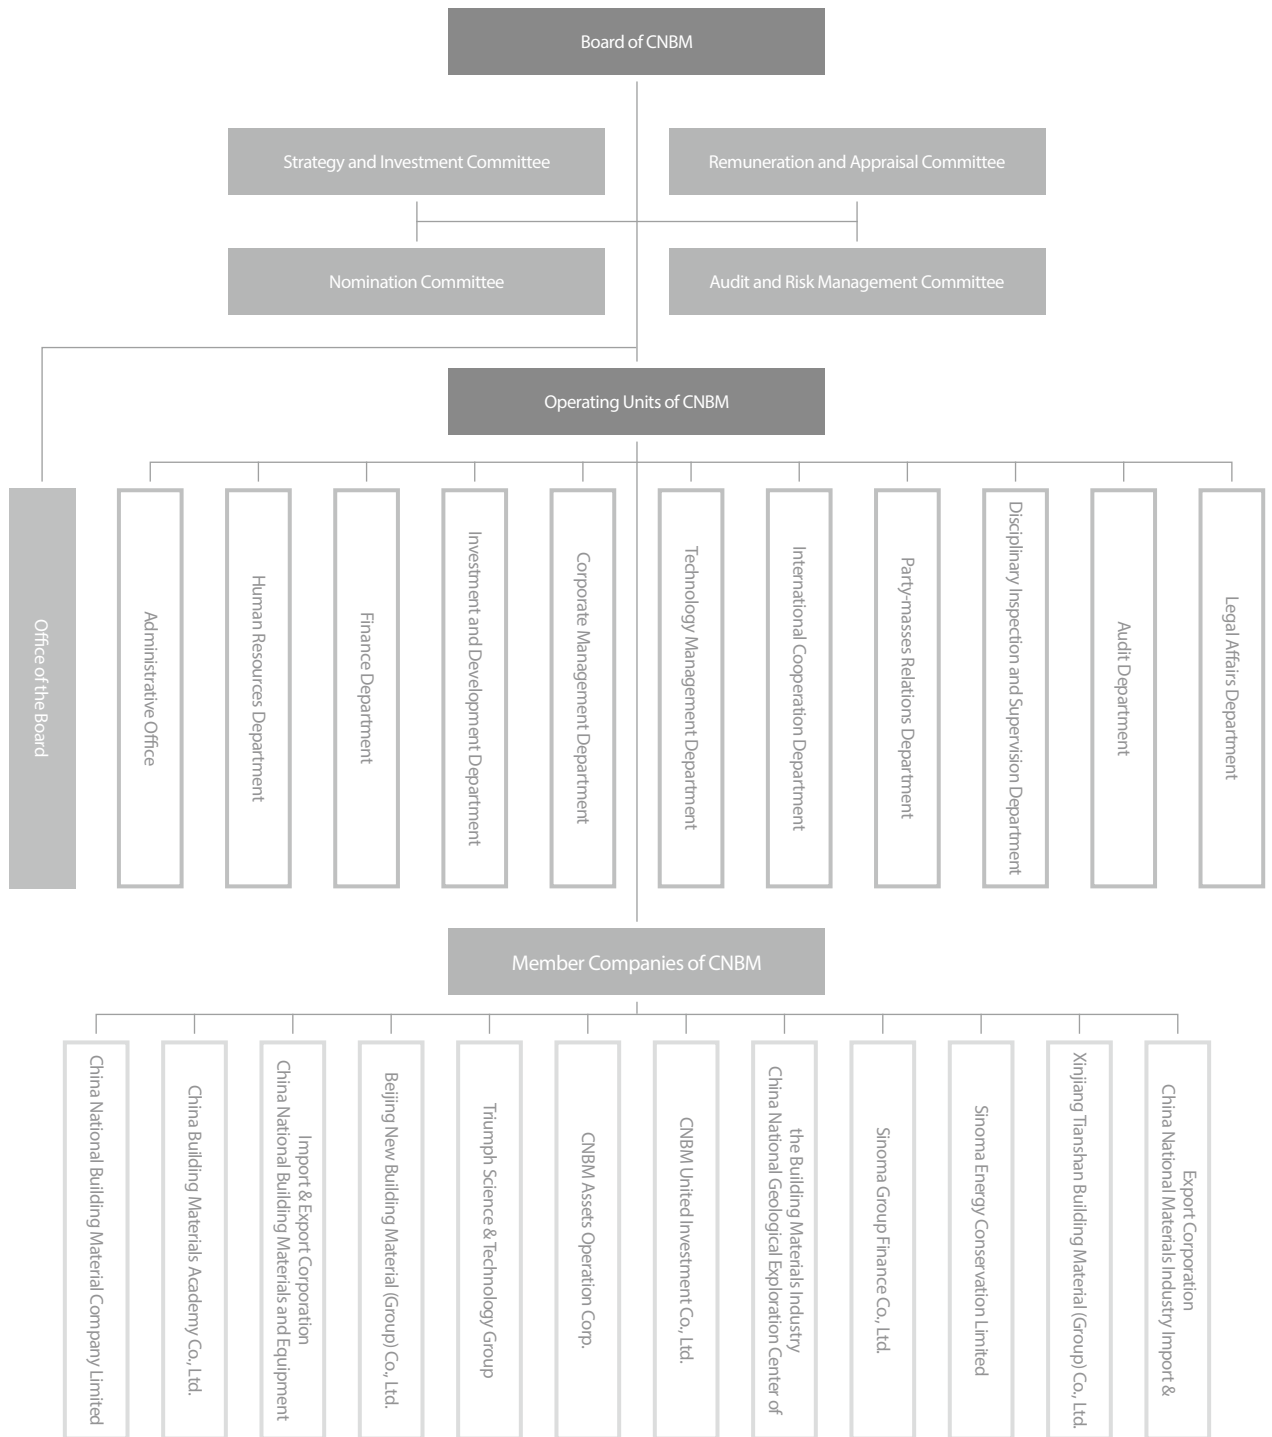 Board of CNBM
Strategy and Investment Committee
Remuneration and Appraisal Committee
Nomination Committee
Audit and Risk Management Committee
Operating Units of CNBM
Office of the Board
Administrative Office
Human Resources Department
Finance Department
Investment and Development Department
Corporate Management Department
Technology Management Department
International Cooperation Department
Party-masses Relations Department
Disciplinary Inspection and Supervision Department
Audit Department
Legal Affairs Department
Member Companies of CNBM
China National Building Material Company Limited
China Building Materials Academy Co., Ltd.
China National Building Materials and Equipment
Import & Export Corporation
Beijing New Building Material (Group) Co., Ltd.
Triumph Science & Technology Group
CNBM Assets Operation Corp.
CNBM United Investment Co., Ltd.
China National Geological Exploration Center of
the Building Materials Industry
Sinoma Group Finance Co., Ltd.
Sinoma Energy Conservation Limited
Xinjiang Tianshan Building Material (Group) Co., Ltd.
China National Materials Industry Import &
Export Corporation